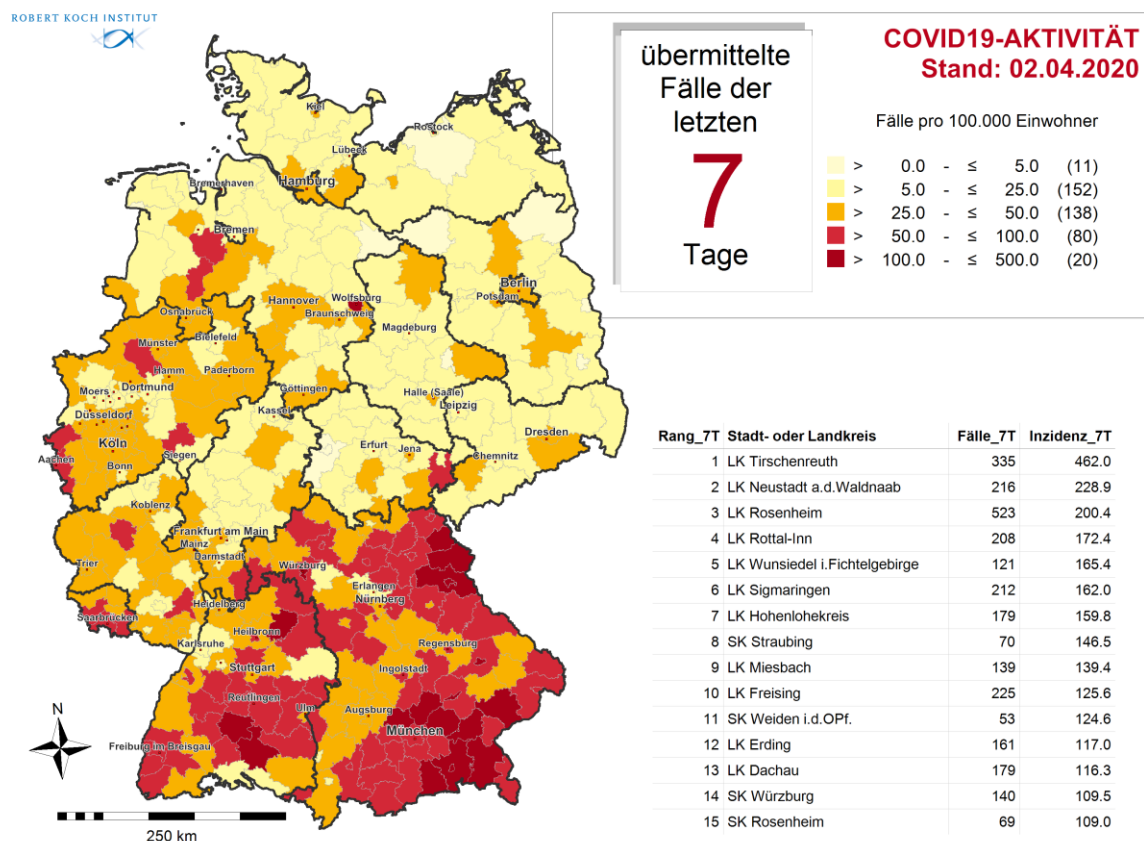 ROBERT KOCH INSTITUT
übermittelte
Fälle der
letzten
7
Tage
COVID19-AKTIVITÄT
Stand: 02.04.2020
Fälle pro 100.000 Einwohner
> 0.0 - ≤ 5.0 (11)
> 5.0 - ≤ 25.0 (152)
> 25.0 - ≤ 50.0 (138)
> 50.0 - ≤ 100.0 (80)
> 100.0 - ≤ 500.0 (20)
Kiel
Rostock
Lübeck
Bremerhaven
Hamburg
Bremen
Berlin
Hannover
Wolfsburg
Potsdam
Osnabrück
Braunschweig
Magdeburg
Münster
Bielefeld
Hamm
Paderborn
Moers
Dortmund
Göttingen
Halle (Saale)
Leipzig
Düsseldorf
Kassel
Dresden
Köln
Erfurt
Jena
Aachen
Siegen
Chemnitz
Bonn
Koblenz
Frankfurt am Main
Mainz
Trier
Darmstadt
Würzburg
Erlangen
Nürnberg
Heidelberg
Saarbrücken
Heilbronn
Karlsruhe
Regensburg
Stuttgart
Ingolstadt
Reutlingen
Ulm
Augsburg
München
Freiburg im Breisgau
N
250 km
Rang_7T Stadt- oder Landkreis Fälle_7T Inzidenz_7T
1 LK Tirschenreuth 335 462.0
2 LK Neustadt a.d.Waldnaab 216 228.9
3 LK Rosenheim 523 200.4
4 LK Rottal-Inn 208 172.4
5 LK Wunsiedel i.Fichtelgebirge 121 165.4
6 LK Sigmaringen 212 162.0
7 LK Hohenlohekreis 179 159.8
8 SK Straubing 70 146.5
9 LK Miesbach 139 139.4
10 LK Freising 225 125.6
11 SK Weiden i.d.OPf. 53 124.6
12 LK Erding 161 117.0
13 LK Dachau 179 116.3
14 SK Würzburg 140 109.5
15 SK Rosenheim 69 109.0